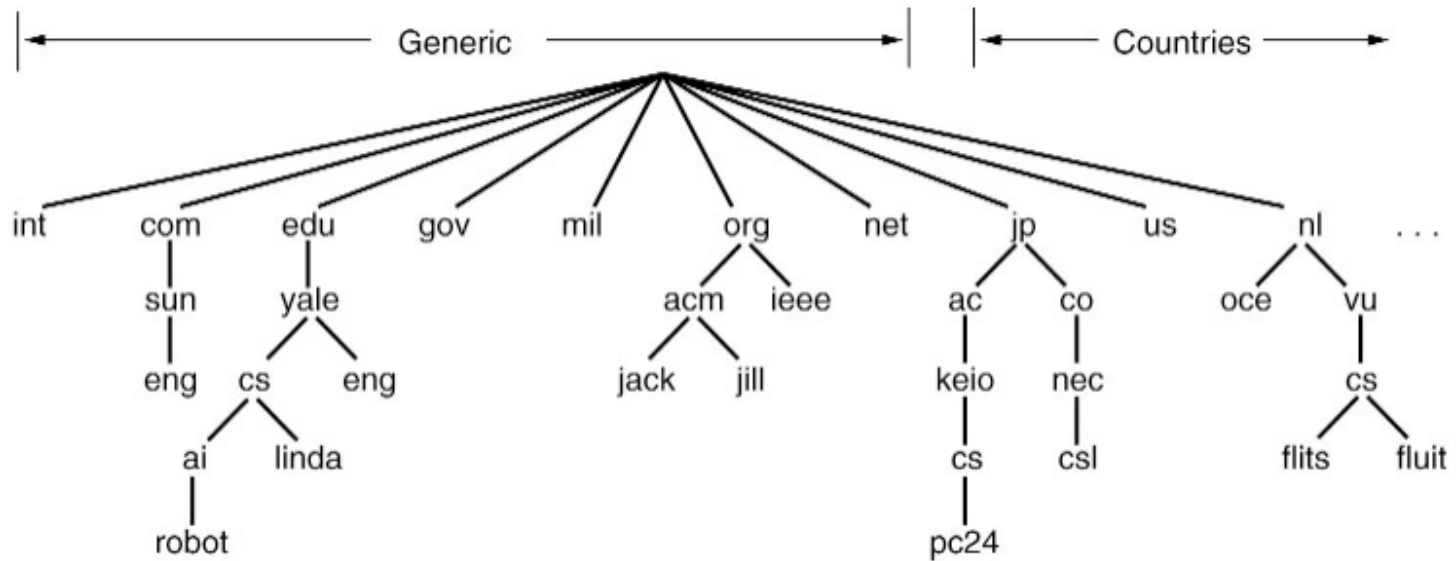 Generic Countries
int com edu gov mil org net jp us nl . . .
sun yale acm ieee ac co oce vu
eng cs eng jack jill keio nec cs
ai linda cs csl flits fluit
robot pc24